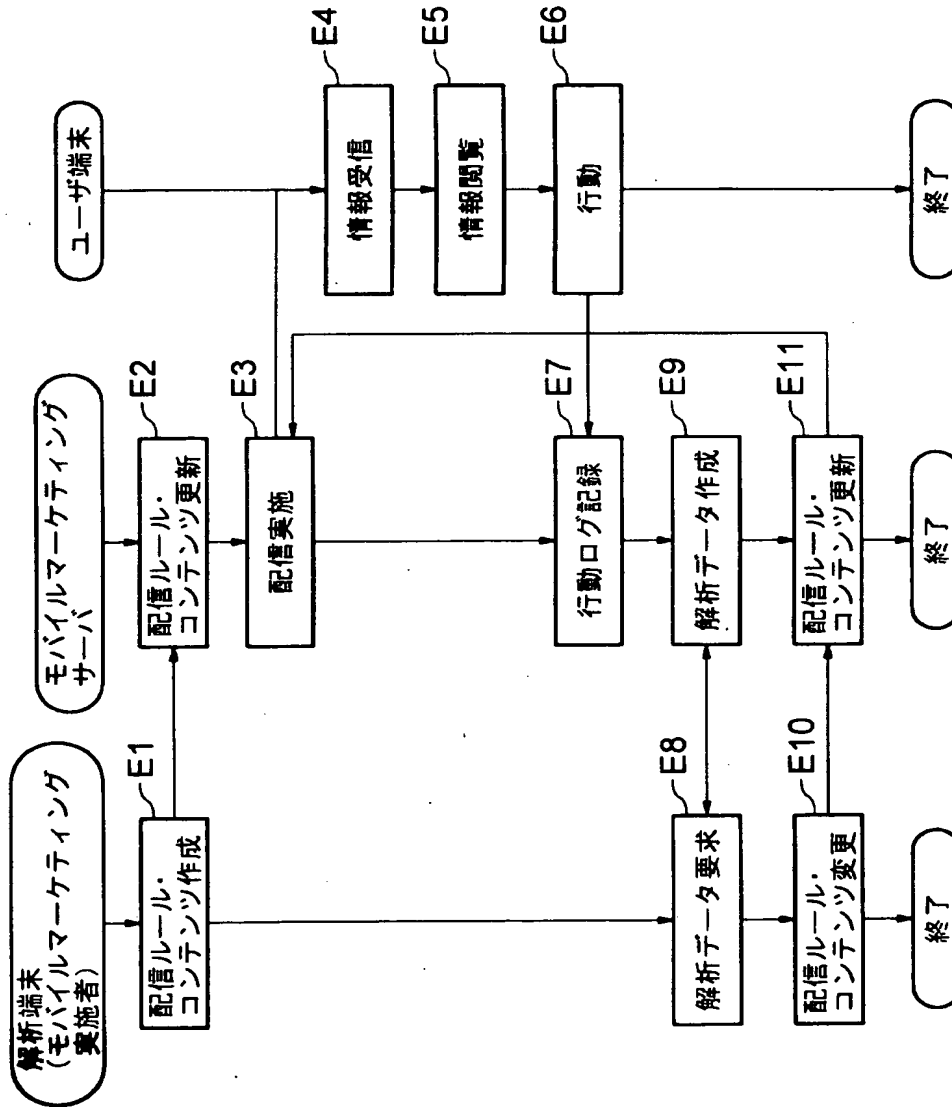 解析端末
(モバイルマーケティング
実施者)
モバイルマーケティング
サーバ
ユーザ端末
E1
配信ルール・
コンテンツ作成
E2
配信ルール・
コンテンツ更新
E3
配信実施
E4
情報受信
E5
情報閲覧
E6
行動
E7
行動ログ記録
E8
解析データ要求
E9
解析データ作成
E10
配信ルール・
コンテンツ変更
E11
配信ルール・
コンテンツ更新
終了
終了
終了